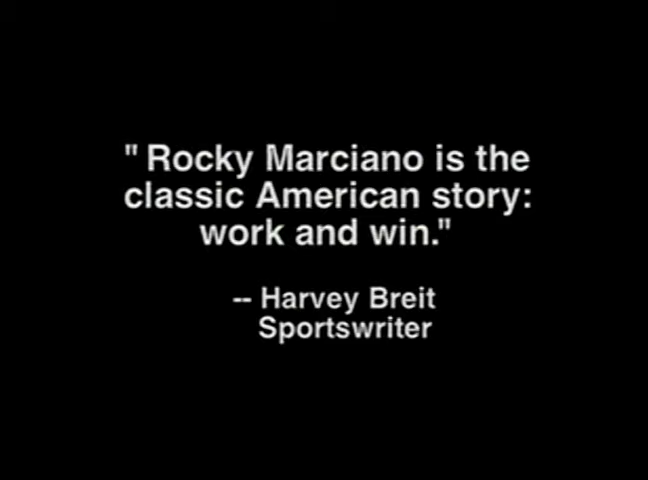 " Rocky Marciano is the
classic American story:
work and win."
-- Harvey Breit
Sportswriter